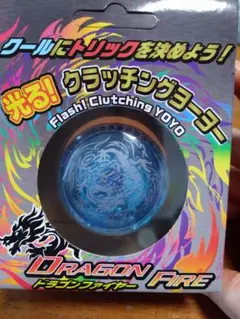 クールにトリックを決めよう!
光る!クラッチングヨーヨー
Flash! Clutching YOYO
DRAGON FIRE
ドラゴンファイヤー